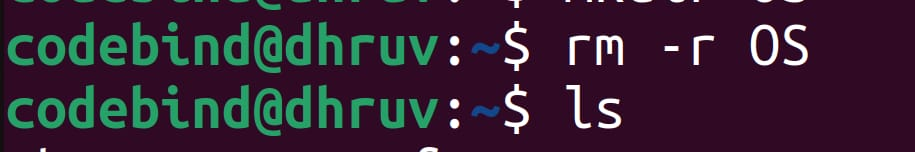 codebind@dhruv:~$ rm -r OS
codebind@dhruv:~$ ls